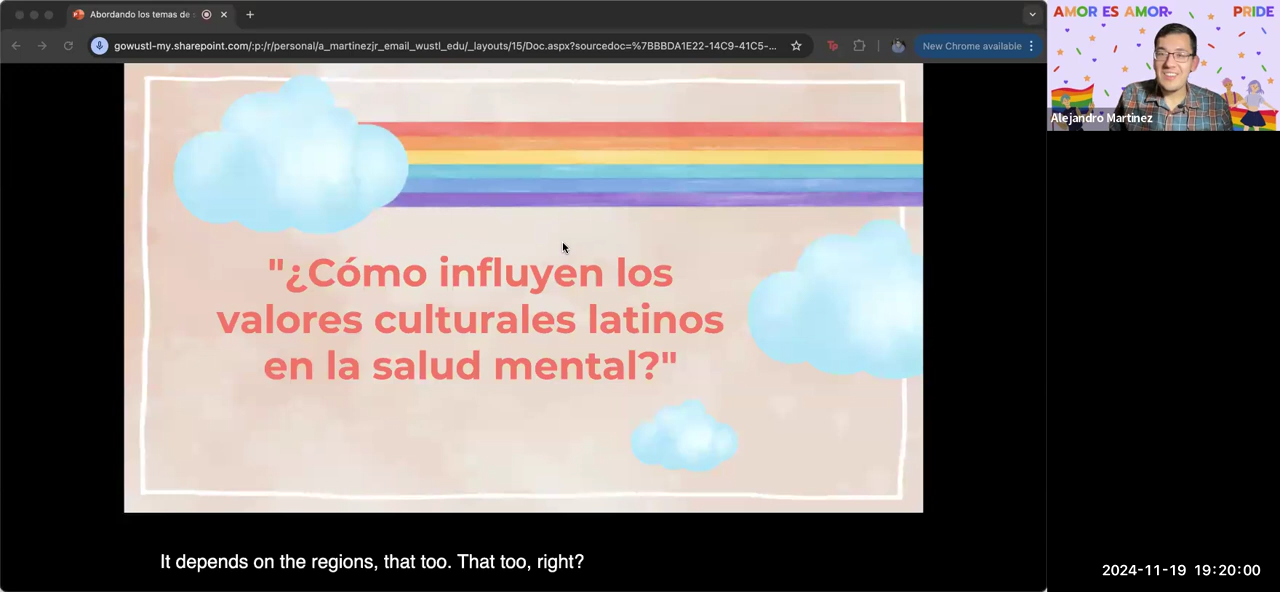 Abordando los temas de s
gowustl-my.sharepoint.com/:p:/r/personal/a_martinezjr_email_wustl_edu/_layouts/15/Doc.aspx?sourcedoc=%7BBBDA1E22-14C9-41C5-...
Tp
New Chrome available
AMOR ES AMOR PRIDE
Alejandro Martinez
"¿Cómo influyen los
valores culturales latinos
en la salud mental?"
It depends on the regions, that too. That too, right?
2024-11-19 19:20:00